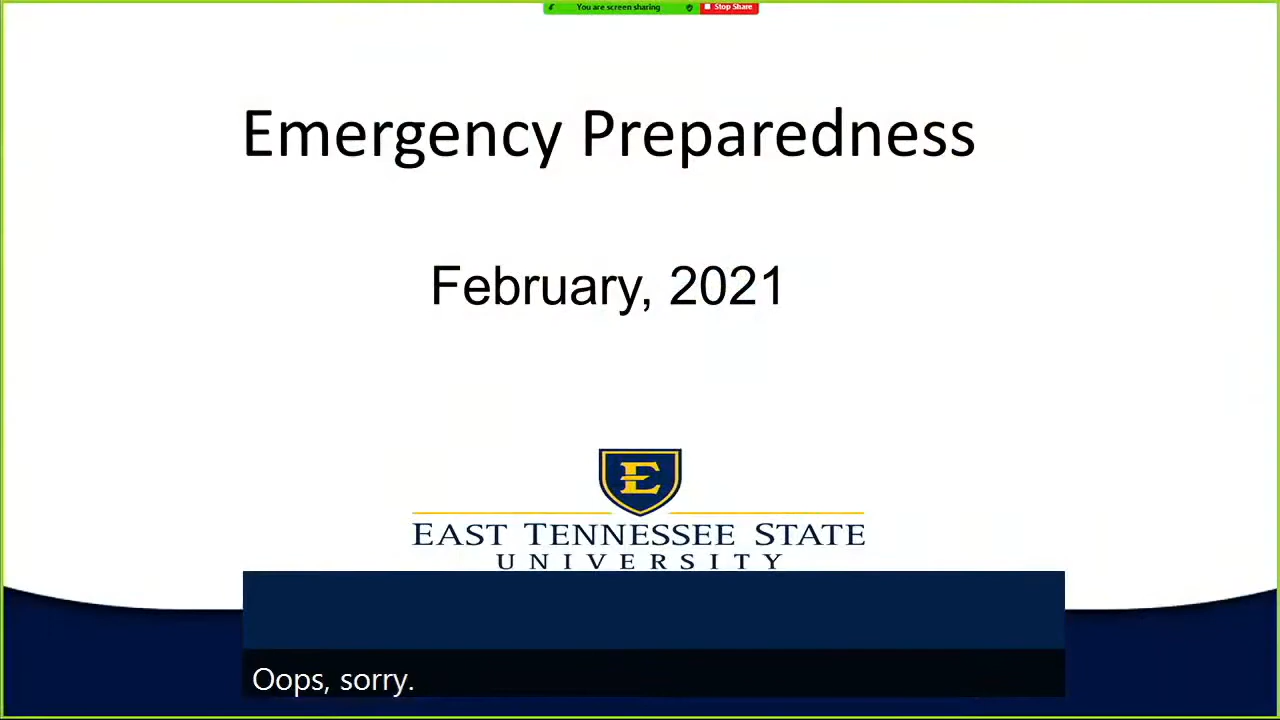 You are screen sharing Stop Share
Emergency Preparedness
February, 2021
E
EAST TENNESSEE STATE
UNIVERSITY
Oops, sorry.